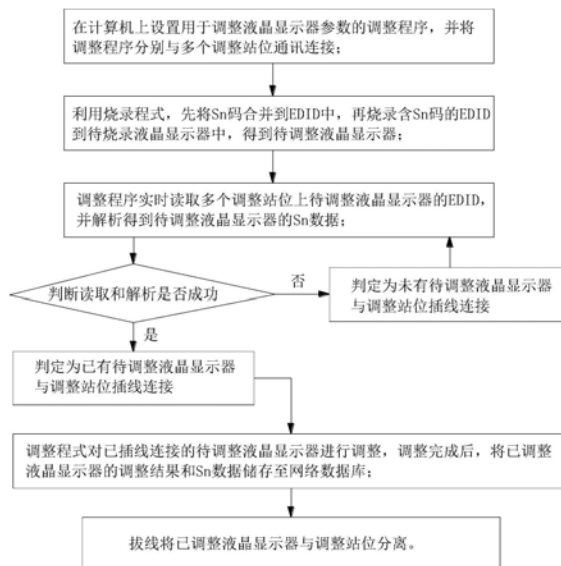 在计算机上设置用于调整液晶显示器参数的调整程序，并将
调整程序分别与多个调整站位通讯连接；
利用烧录程式，先将Sn码合并到EDID中，再烧录含Sn码的EDID
到待烧录液晶显示器中，得到待调整液晶显示器；
调整程序实时读取多个调整站位上待调整液晶显示器的EDID，
并解析得到待调整液晶显示器的Sn数据；
判断读取和解析是否成功
否
判定为未有待调整液晶显示器
与调整站位插线连接
是
判定为已有待调整液晶显示器
与调整站位插线连接
调整程式对已插线连接的待调整液晶显示器进行调整，调整完成后，将已调整
液晶显示器的调整结果和Sn数据储存至网络数据库；
拔线将已调整液晶显示器与调整站位分离。